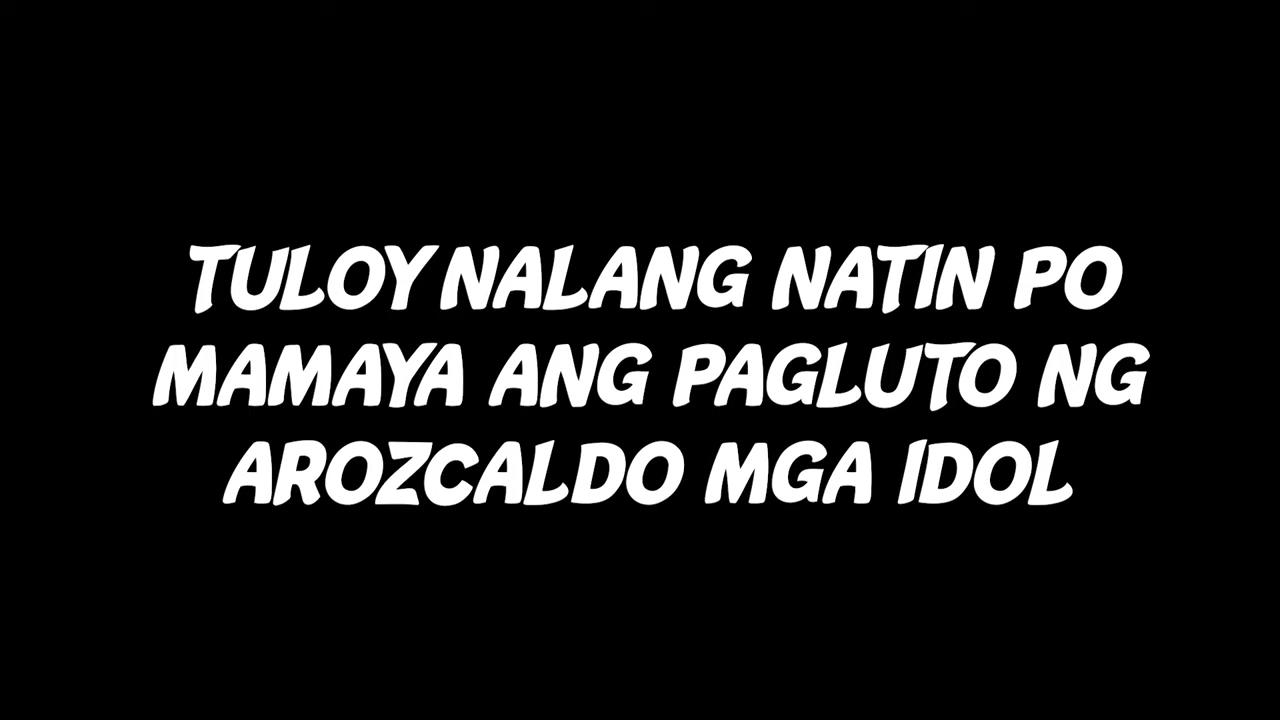 TULOY NALANG NATIN PO
MAMAYA ANG PAGLUTO NG
AROZCALDO MGA IDOL